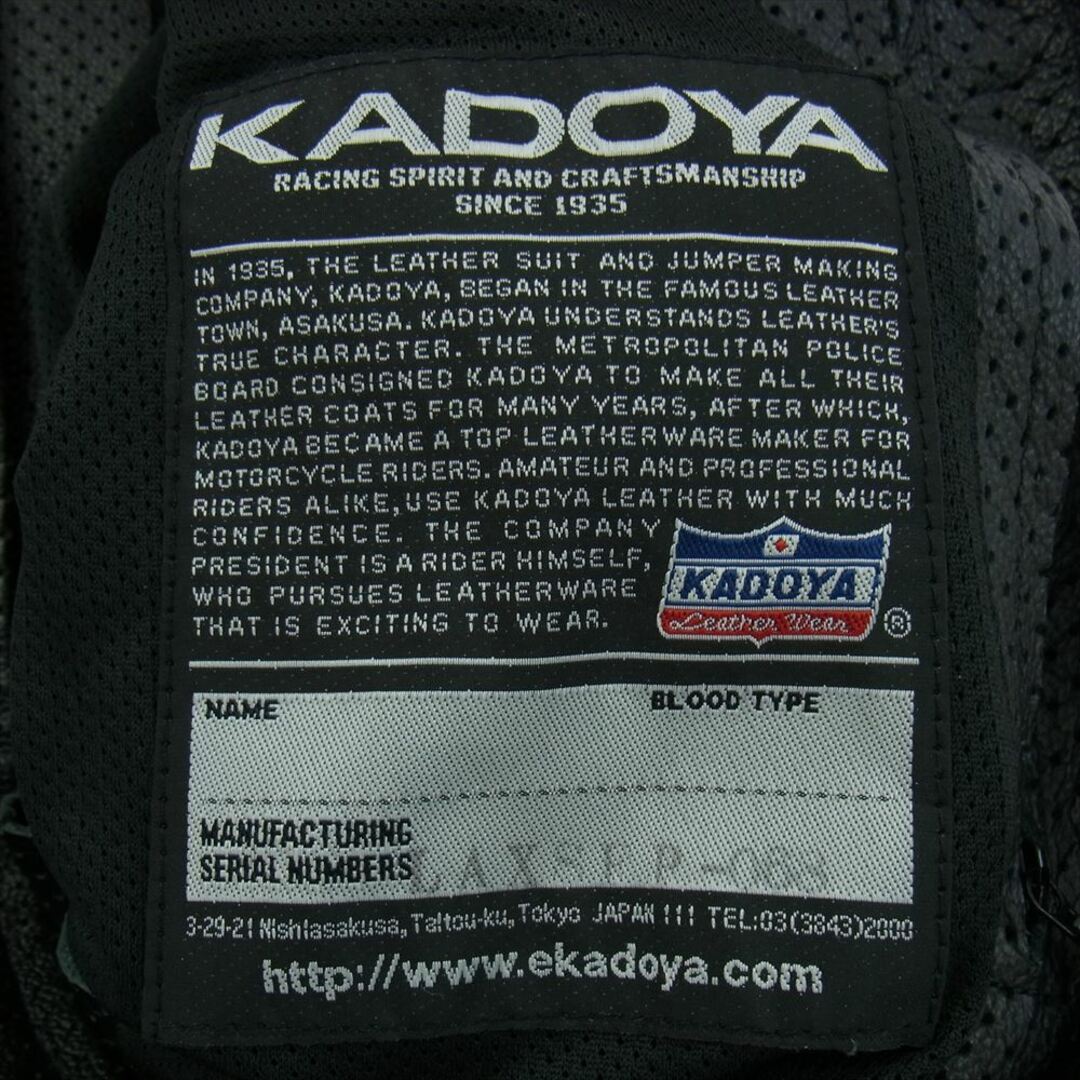 KADOYA
RACING SPIRIT AND CRAFTSMANSHIP
SINCE 1935
IN 1935, THE LEATHER SUIT AND JUMPER MAKING
COMPANY, KADOYA, BEGAN IN THE FAMOUS LEATHER
TOWN, ASAKUSA. KADOYA UNDERSTANDS LEATHER'S
TRUE CHARACTER. THE METROPOLITAN POLICE
BOARD CONSIGNED KADOYA TO MAKE ALL THEIR
LEATHER COATS FOR MANY YEARS, AFTER WHICH,
KADOYA BECAME A TOP LEATHERWARE MAKER FOR
MOTORCYCLE RIDERS. AMATEUR AND PROFESSIONAL
RIDERS ALIKE, USE KADOYA LEATHER WITH MUCH
CONFIDENCE. THE COMPANY
PRESIDENT IS A RIDER HIMSELF,
WHO PURSUES LEATHERWARE
THAT IS EXCITING TO WEAR.
KADOYA
Leather Wear
®
NAME BLOOD TYPE
MANUFACTURING
SERIAL NUMBERS
3-29-21 Nishiasakusa, Taitou-ku, Tokyo JAPAN 111 TEL:03(3843)2000
http://www.ekadoya.com